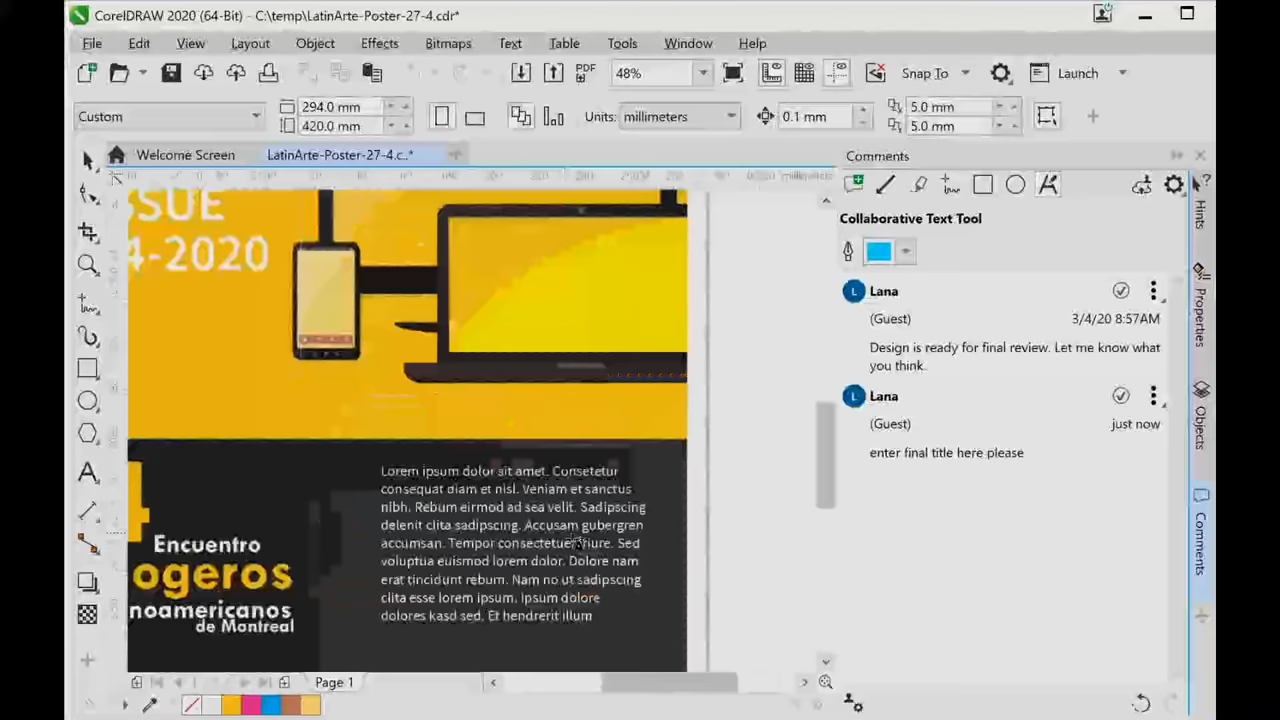 CorelDRAW 2020 (64-Bit) - C:\temp\LatinArte-Poster-27-4.cdr*
File Edit View Layout Object Effects Bitmaps Text Table Tools Window Help
PDF 48% Snap To Launch
Custom 294.0 mm 420.0 mm Units: millimeters 0.1 mm 5.0 mm 5.0 mm
Welcome Screen LatinArte-Poster-27-4.c...*
Comments
Collaborative Text Tool
L Lana
(Guest) 3/4/20 8:57AM
Design is ready for final review. Let me know what
you think.
L Lana
(Guest) just now
enter final title here please
Hints
Properties
Objects
Comments
SSUE
4-2020
Lorem ipsum dolor sit amet. Consetetur
consequat diam et nisl. Veniam et sanctus
nibh. Rebum eirmod ad sea velit. Sadipscing
delenit clita sadipscing. Accusam gubergren
accumsan. Tempor consectetuer iriure. Sed
voluptua euismod lorem dolor. Dolore nam
erat tincidunt rebum. Nam no ut sadipscing
clita esse lorem ipsum. Ipsum dolore
dolores kasd sed. Et hendrerit illum
Encuentro
ogeros
noamericanos
de Montreal
Page 1